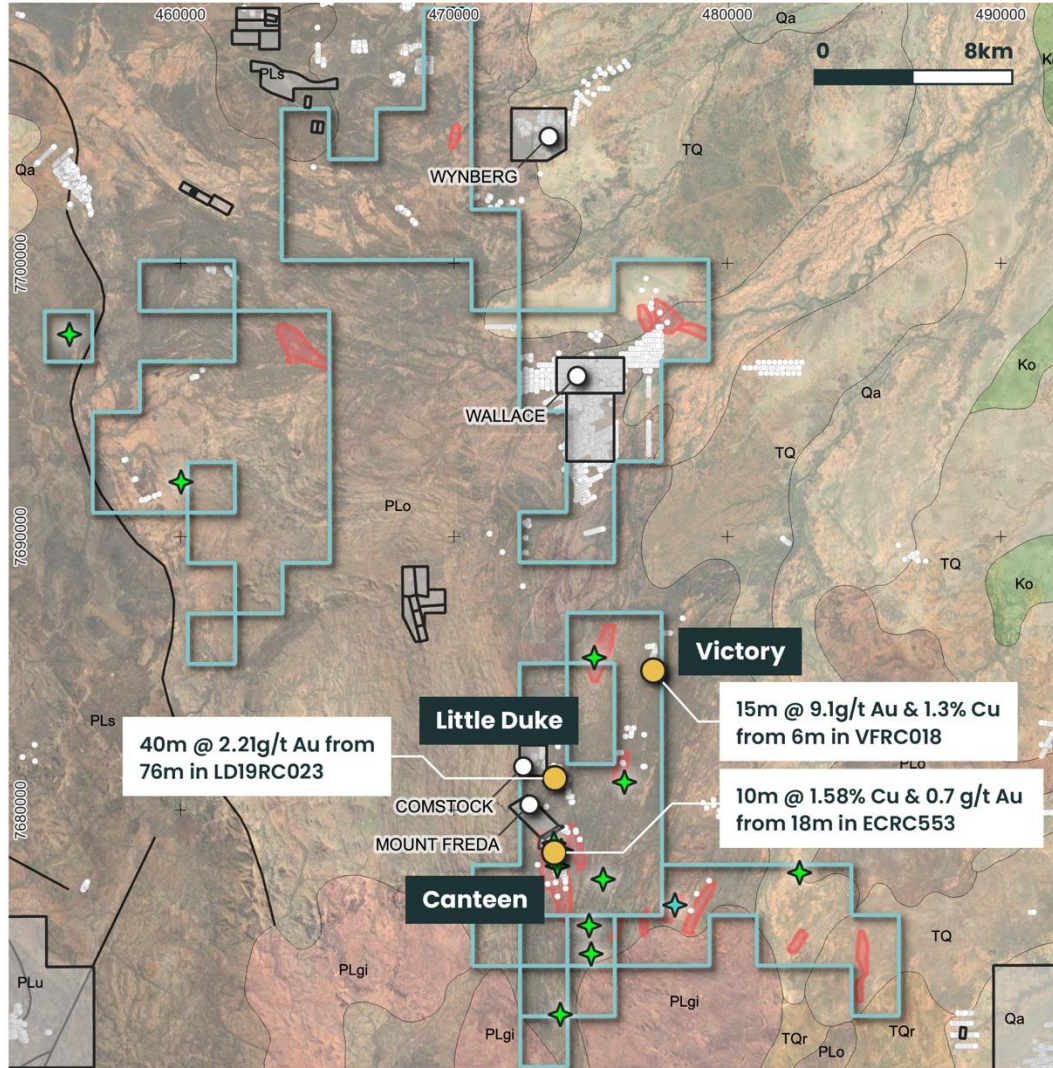 460000
470000
480000
490000
Qa
0
8km
PLs
Ko
TQ
WYNBERG
Qa
7700000
Ko
Qa
WALLACE
TQ
PLo
7690000
TQ
Ko
Victory
Little Duke
PLs
15m @ 9.1g/t Au & 1.3% Cu
from 6m in VFRC018
40m @ 2.21g/t Au from
76m in LD19RC023
PLo
10m @ 1.58% Cu & 0.7 g/t Au
from 18m in ECRC553
COMSTOCK
7680000
MOUNT FREDA
Canteen
TQ
PLgi
PLgi
PLu
Qa
PLgi
TQr
TQr
PLo